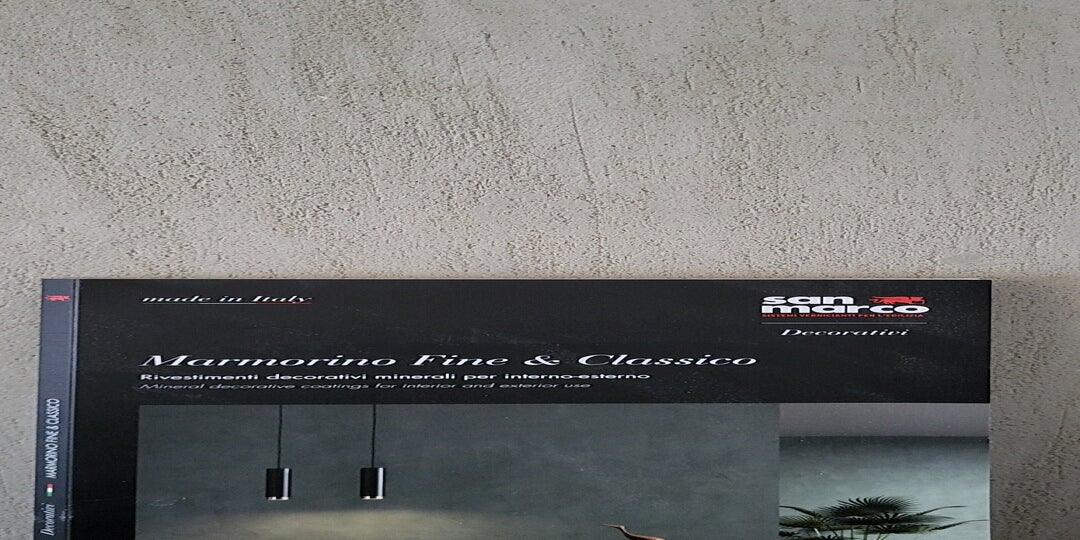 made in Italy
san
marco
SISTEMI VERNICIANTI PER L'EDILIZIA
Decorativi
Marmorino Fine & Classico
Rivestimenti decorativi minerali per interno-esterno
Mineral decorative coatings for interior and exterior use
Decorativi
MARMORINO FINE & CLASSICO